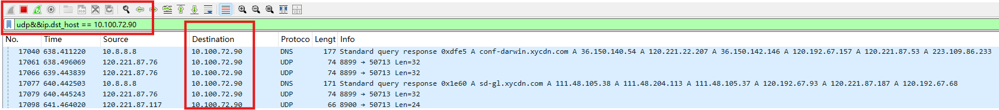 udp&&ip.dst_host == 10.100.72.90
No. Time Source Destination Protoco Lengt Info
17040 638.411220 10.8.8.8 10.100.72.90 DNS 177 Standard query response 0xdfe5 A conf-darwin.xycdn.com A 36.150.140.54 A 120.221.22.207 A 36.150.142.146 A 120.192.67.157 A 120.221.87.53 A 223.109.86.233
17061 638.496069 120.221.87.76 10.100.72.90 UDP 74 8899 → 50713 Len=32
17066 639.443839 120.221.87.76 10.100.72.90 UDP 74 8899 → 50713 Len=32
17077 640.442503 10.8.8.8 10.100.72.90 DNS 171 Standard query response 0x1e60 A sd-gl.xycdn.com A 111.48.105.38 A 111.48.204.113 A 111.48.105.37 A 120.192.67.93 A 120.221.87.187 A 120.192.67.68
17079 640.445243 120.221.87.76 10.100.72.90 UDP 74 8899 → 50713 Len=32
17098 641.464020 120.221.87.117 10.100.72.90 UDP 66 8900 → 50713 Len=24